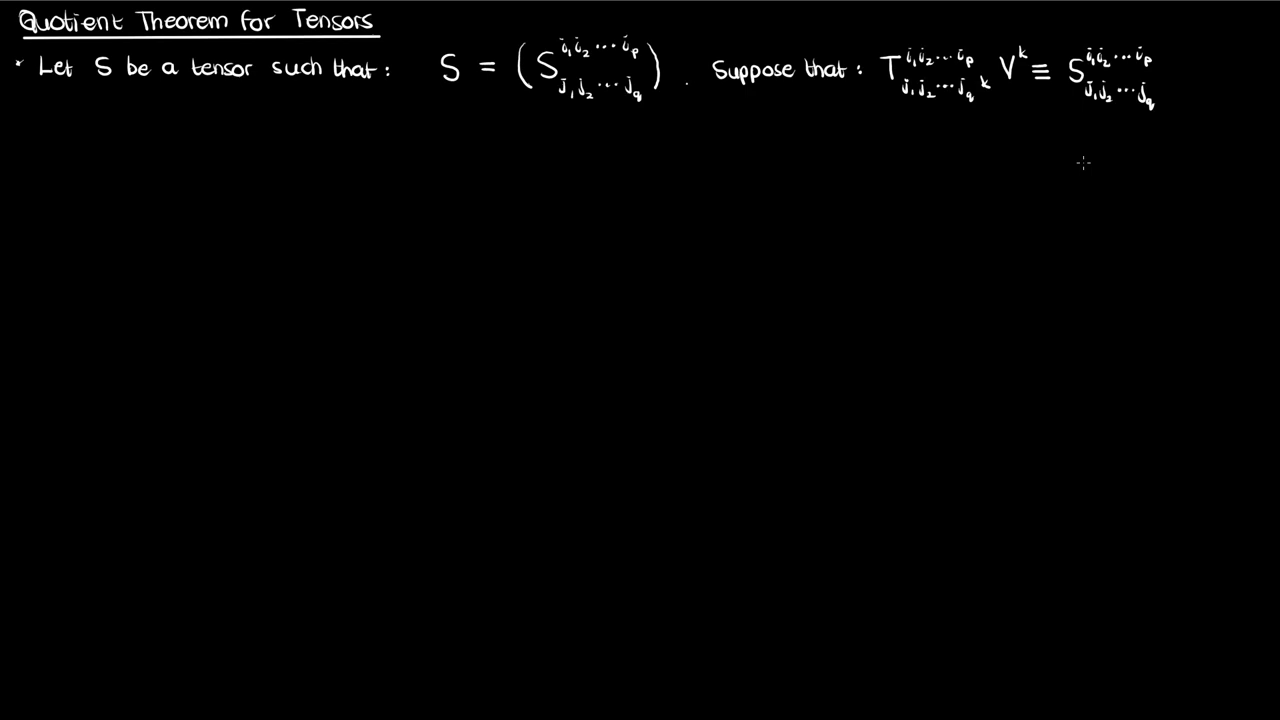 Quotient Theorem for Tensors
* Let S be a tensor such that: S = (S^{i₁i₂...i_p}_{j₁j₂...j_q}). Suppose that: T^{i₁i₂...i_p}_{j₁j₂...j_q k} V^k ≡ S^{i₁i₂...i_p}_{j₁j₂...j_q}